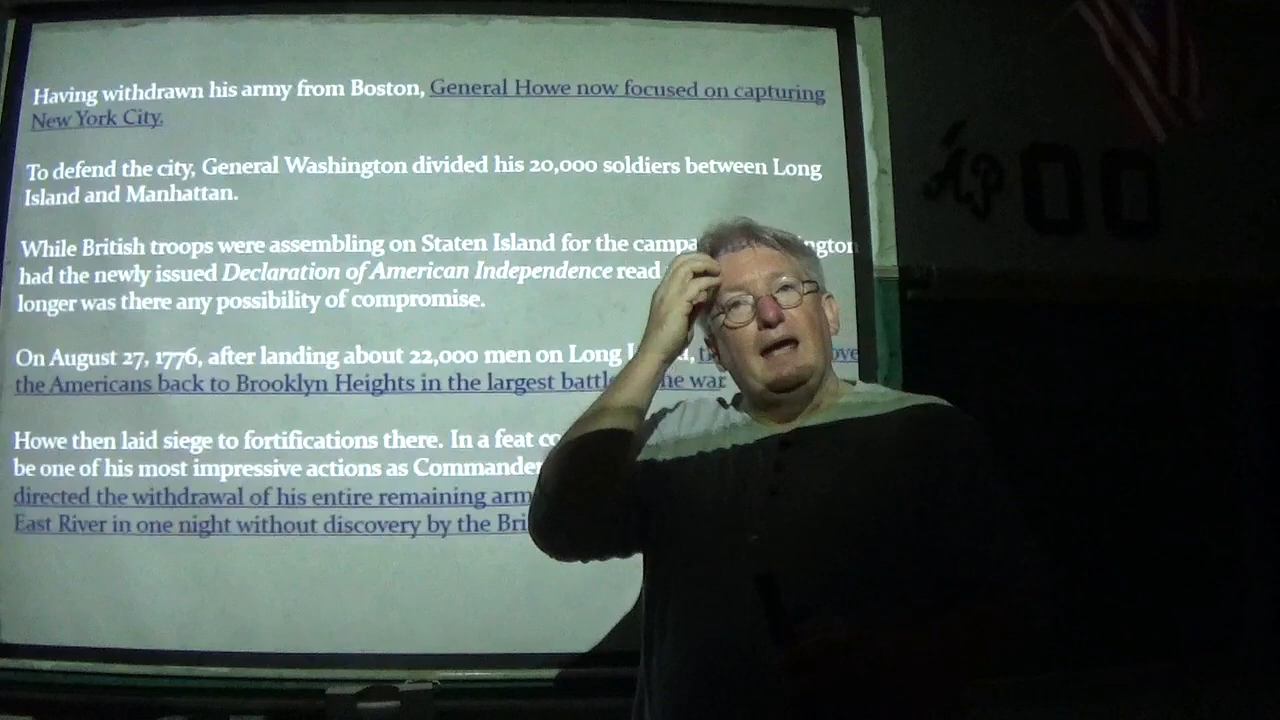 Having withdrawn his army from Boston, General Howe now focused on capturing
New York City.
To defend the city, General Washington divided his 20,000 soldiers between Long
Island and Manhattan.
While British troops were assembling on Staten Island for the
had the newly issued Declaration of American Independence read
longer was there any possibility of compromise.
On August 27, 1776, after landing about 22,000 men on Long
the Americans back to Brooklyn Heights in the largest he war
Howe then laid siege to fortifications there. In a feat
be one of his most impressive actions as
directed the withdrawal of his entire remaining
East River in one night without discovery by the